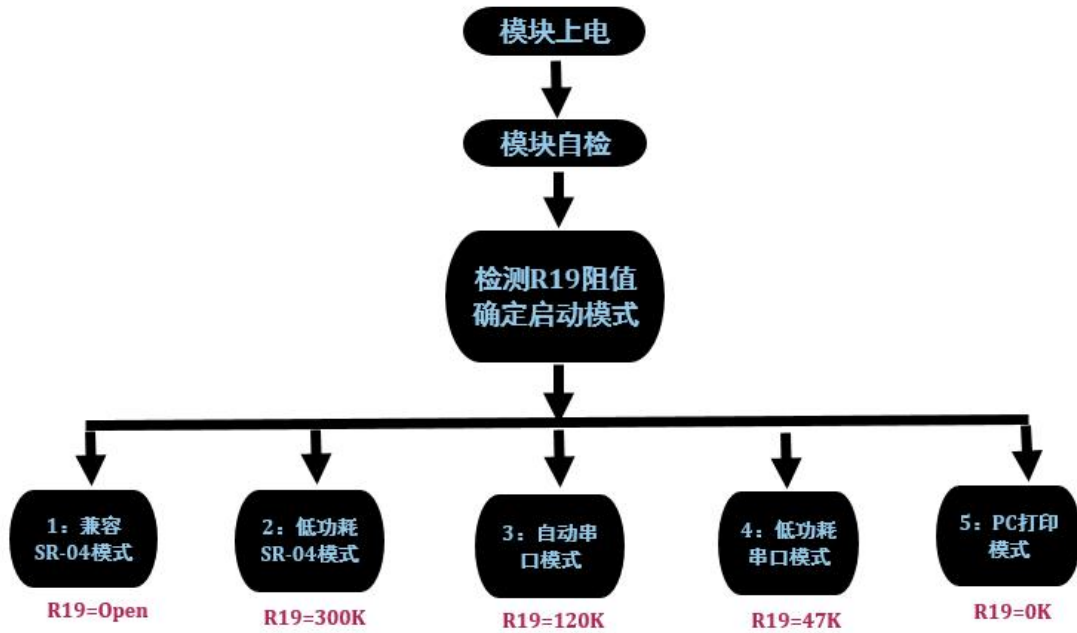 模块上电
模块自检
检测R19阻值
确定启动模式
1：兼容
SR-04模式
R19=Open
2：低功耗
SR-04模式
R19=300K
3：自动串
口模式
R19=120K
4：低功耗
串口模式
R19=47K
5：PC打印
模式
R19=0K